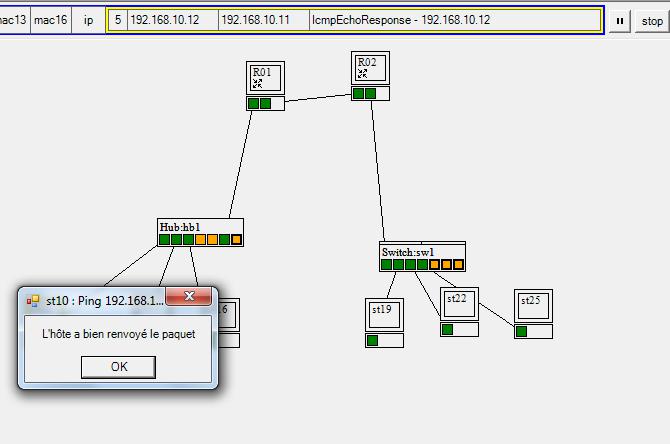 mac13 mac16 ip 5 192.168.10.12 192.168.10.11 IcmpEchoResponse - 192.168.10.12 stop
R01
R02
Hub:hb1
Switch:sw1
st10 : Ping 192.168.1...
L'hôte a bien renvoyé le paquet
OK
st19
st22
st25